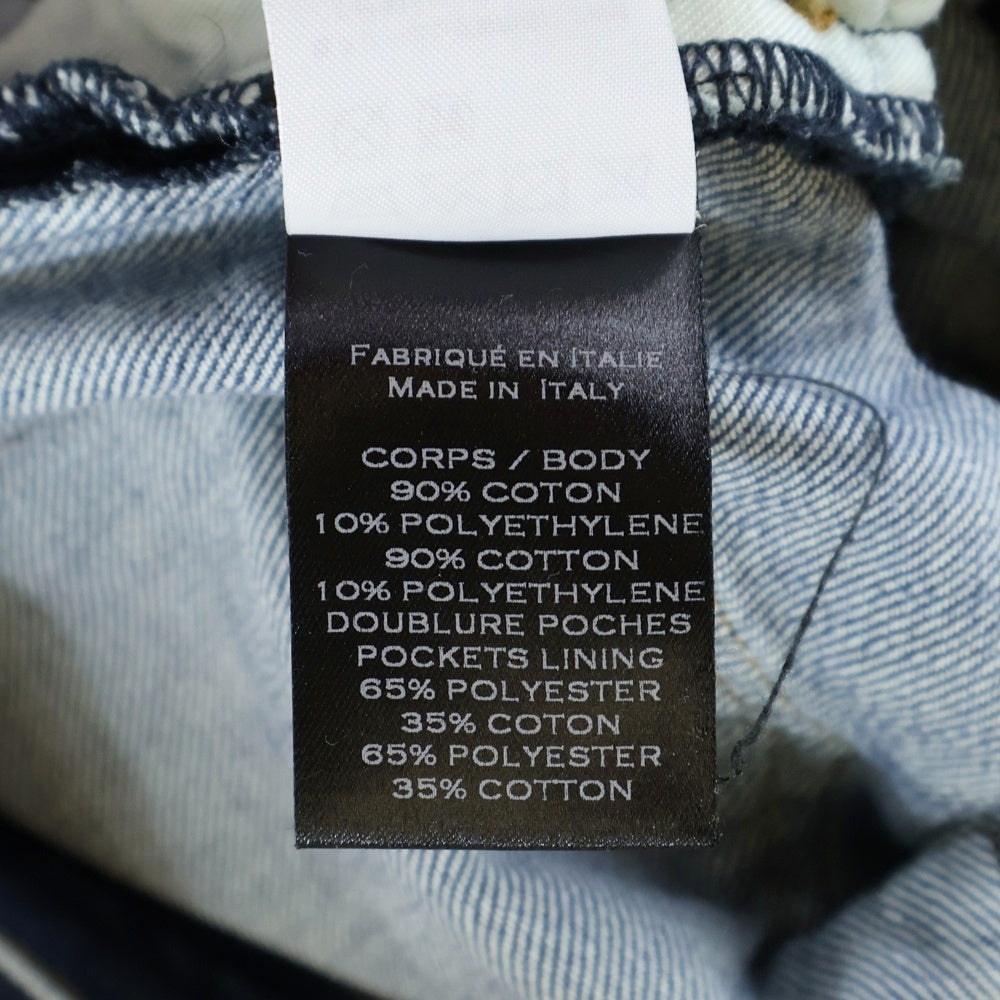 FABRIQUÉ EN ITALIE
MADE IN ITALY
CORPS / BODY
90% COTON
10% POLYETHYLENE
90% COTTON
10% POLYETHYLENE
DOUBLURE POCHES
POCKETS LINING
65% POLYESTER
35% COTON
65% POLYESTER
35% COTTON